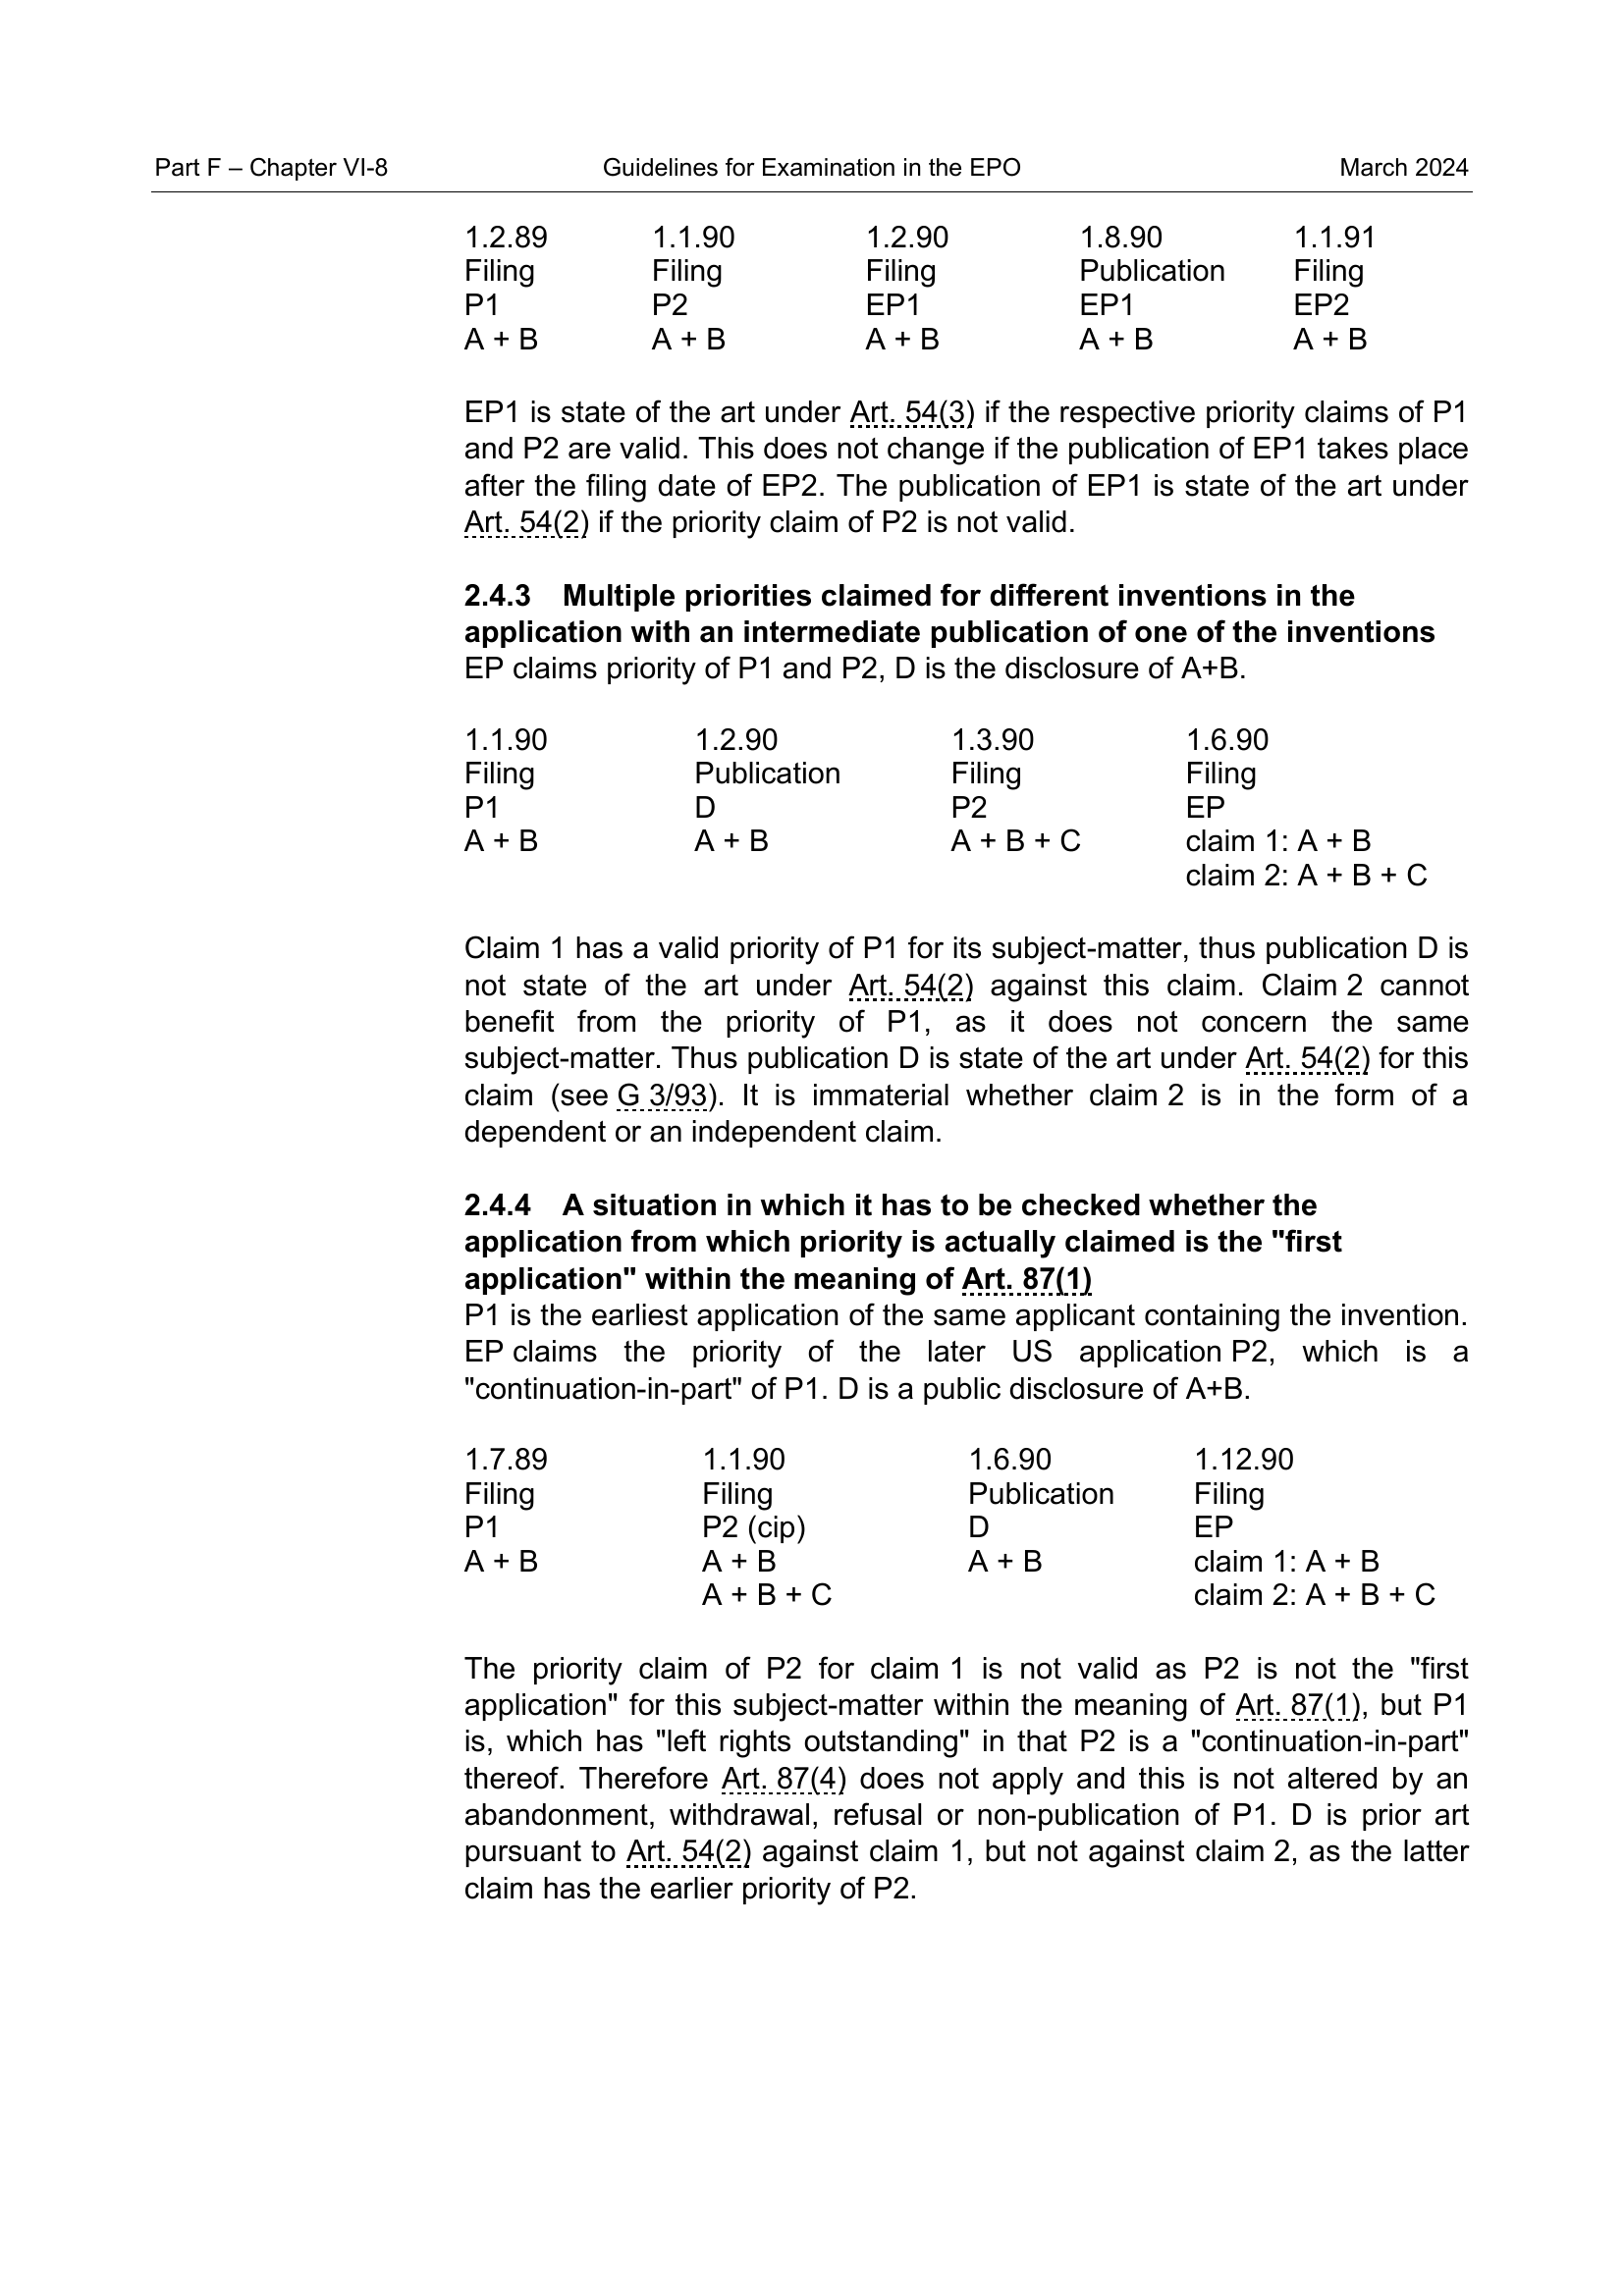 Part F – Chapter VI-8 Guidelines for Examination in the EPO March 2024
1.2.89 1.1.90 1.2.90 1.8.90 1.1.91
Filing Filing Filing Publication Filing
P1 P2 EP1 EP1 EP2
A + B A + B A + B A + B A + B
EP1 is state of the art under Art. 54(3) if the respective priority claims of P1
and P2 are valid. This does not change if the publication of EP1 takes place
after the filing date of EP2. The publication of EP1 is state of the art under
Art. 54(2) if the priority claim of P2 is not valid.
2.4.3 Multiple priorities claimed for different inventions in the
application with an intermediate publication of one of the inventions
EP claims priority of P1 and P2, D is the disclosure of A+B.
1.1.90 1.2.90 1.3.90 1.6.90
Filing Publication Filing Filing
P1 D P2 EP
A + B A + B A + B + C claim 1: A + B
claim 2: A + B + C
Claim 1 has a valid priority of P1 for its subject-matter, thus publication D is
not state of the art under Art. 54(2) against this claim. Claim 2 cannot
benefit from the priority of P1, as it does not concern the same
subject-matter. Thus publication D is state of the art under Art. 54(2) for this
claim (see G 3/93). It is immaterial whether claim 2 is in the form of a
dependent or an independent claim.
2.4.4 A situation in which it has to be checked whether the
application from which priority is actually claimed is the "first
application" within the meaning of Art. 87(1)
P1 is the earliest application of the same applicant containing the invention.
EP claims the priority of the later US application P2, which is a
"continuation-in-part" of P1. D is a public disclosure of A+B.
1.7.89 1.1.90 1.6.90 1.12.90
Filing Filing Publication Filing
P1 P2 (cip) D EP
A + B A + B A + B claim 1: A + B
A + B + C claim 2: A + B + C
The priority claim of P2 for claim 1 is not valid as P2 is not the "first
application" for this subject-matter within the meaning of Art. 87(1), but P1
is, which has "left rights outstanding" in that P2 is a "continuation-in-part"
thereof. Therefore Art. 87(4) does not apply and this is not altered by an
abandonment, withdrawal, refusal or non-publication of P1. D is prior art
pursuant to Art. 54(2) against claim 1, but not against claim 2, as the latter
claim has the earlier priority of P2.